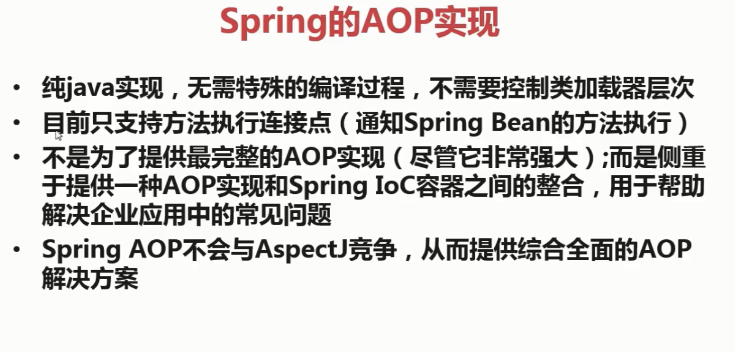 Spring的AOP实现
• 纯java实现，无需特殊的编译过程，不需要控制类加载器层次
• 目前只支持方法执行连接点（通知Spring Bean的方法执行）
• 不是为了提供最完整的AOP实现（尽管它非常强大）;而是侧重
于提供一种AOP实现和Spring IoC容器之间的整合，用于帮助
解决企业应用中的常见问题
• Spring AOP不会与AspectJ竞争，从而提供综合全面的AOP
解决方案